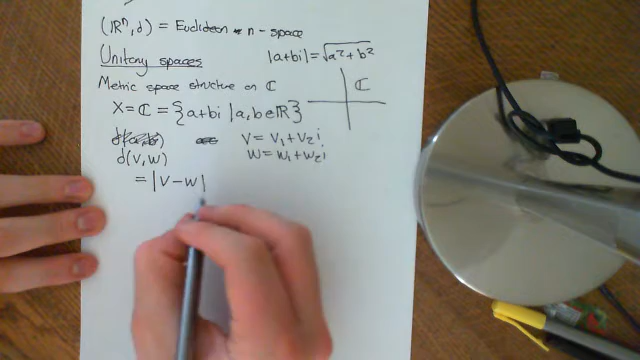 (ℝⁿ, d) = Euclidean n-space
Unitary spaces
|a+bi| = √a²+b²
Metric space structure on ℂ
ℂ
X = ℂ = {a+bi | a,b∈ℝ}
d(v,w)
v = v₁+v₂i
w = w₁+w₂i
= |v-w|